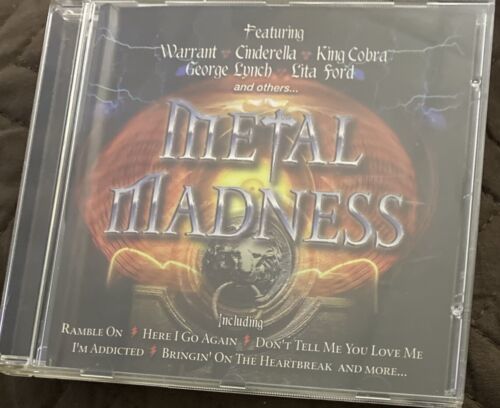 Featuring
Warrant Cinderella King Cobra
George Lynch Lita Ford
and others...
METAL
MADNESS
Including
RAMBLE ON HERE I GO AGAIN DON'T TELL ME YOU LOVE ME
I'M ADDICTED BRINGIN' ON THE HEARTBREAK AND MORE...